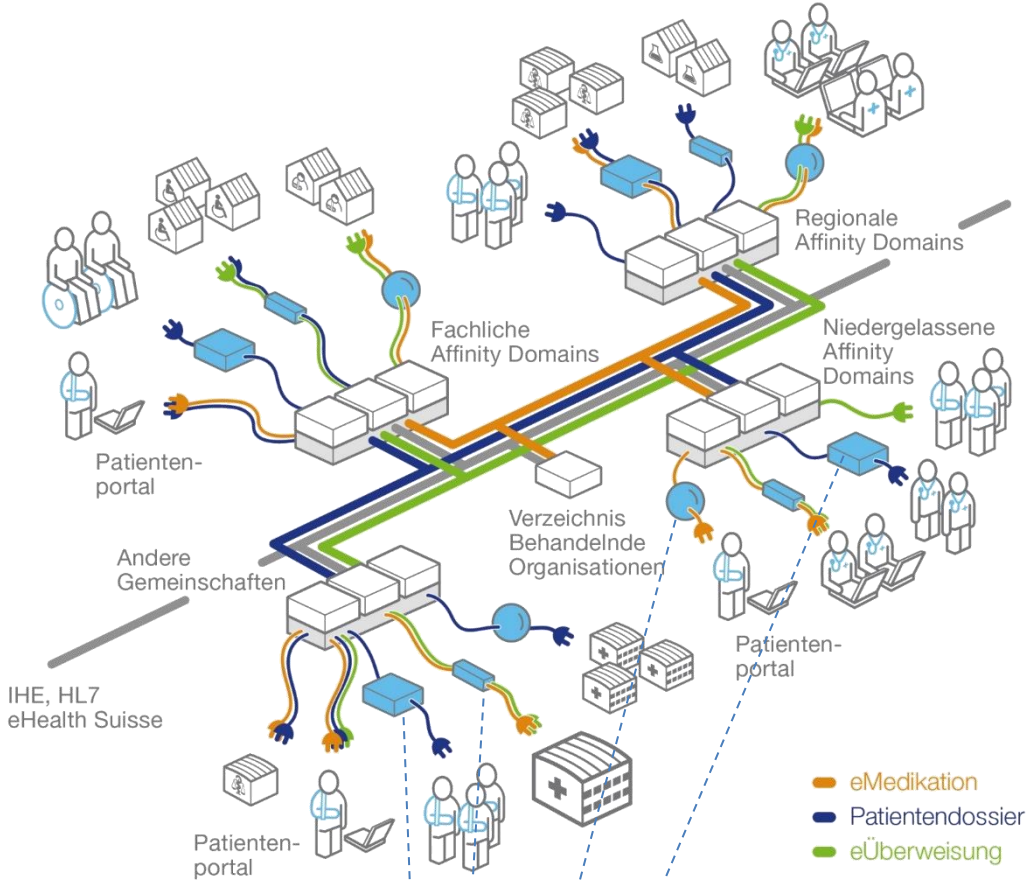 Regionale
Affinity Domains
Fachliche
Affinity Domains
Niedergelassene
Affinity
Domains
Patienten-
portal
Verzeichnis
Behandelnde
Organisationen
Andere
Gemeinschaften
Patienten-
portal
IHE, HL7
eHealth Suisse
Patienten-
portal
eMedikation
Patientendossier
eÜberweisung